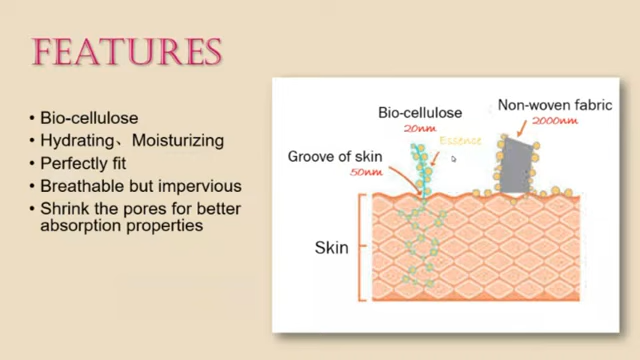 FEATURES
• Bio-cellulose
• Hydrating、Moisturizing
• Perfectly fit
• Breathable but impervious
• Shrink the pores for better
absorption properties
Bio-cellulose
20nm
Essence
Non-woven fabric
2000nm
Groove of skin
50nm
Skin